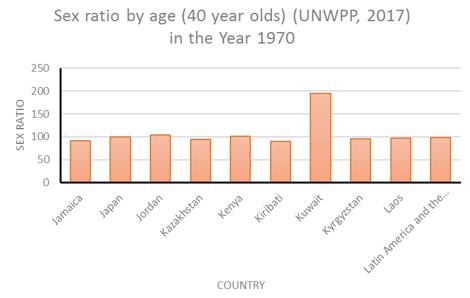 Sex ratio by age (40 year olds) (UNWPP, 2017)
in the Year 1970
250
200
150
100
50
0
SEX RATIO
Jamaica
Japan
Jordan
Kazakhstan
Kenya
Kiribati
Kuwait
Kyrgyzstan
Laos
Latin America and the...
COUNTRY